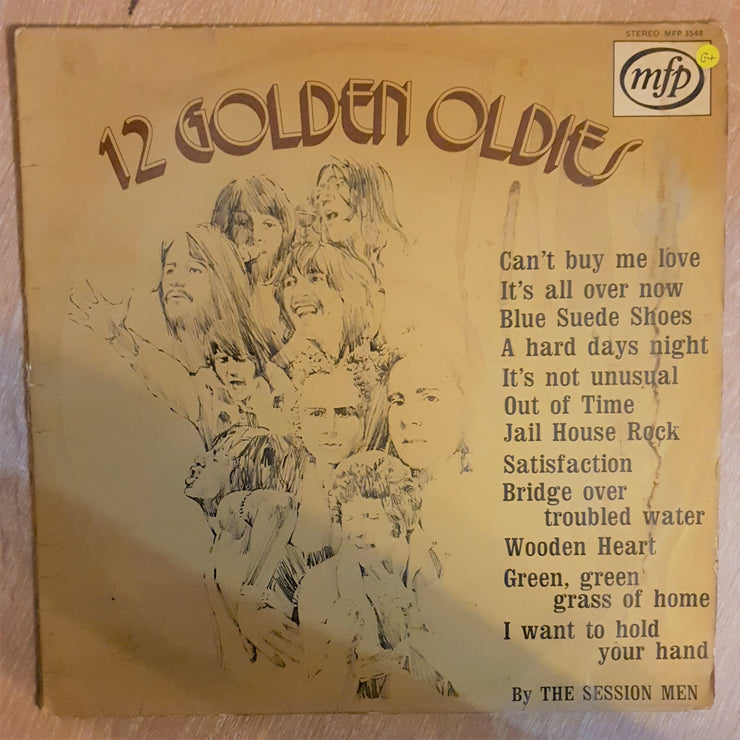 STEREO MFP 3548
mfp
G+
12 GOLDEN OLDIES
Can't buy me love
It's all over now
Blue Suede Shoes
A hard days night
It's not unusual
Out of Time
Jail House Rock
Satisfaction
Bridge over
troubled water
Wooden Heart
Green, green
grass of home
I want to hold
your hand
By THE SESSION MEN